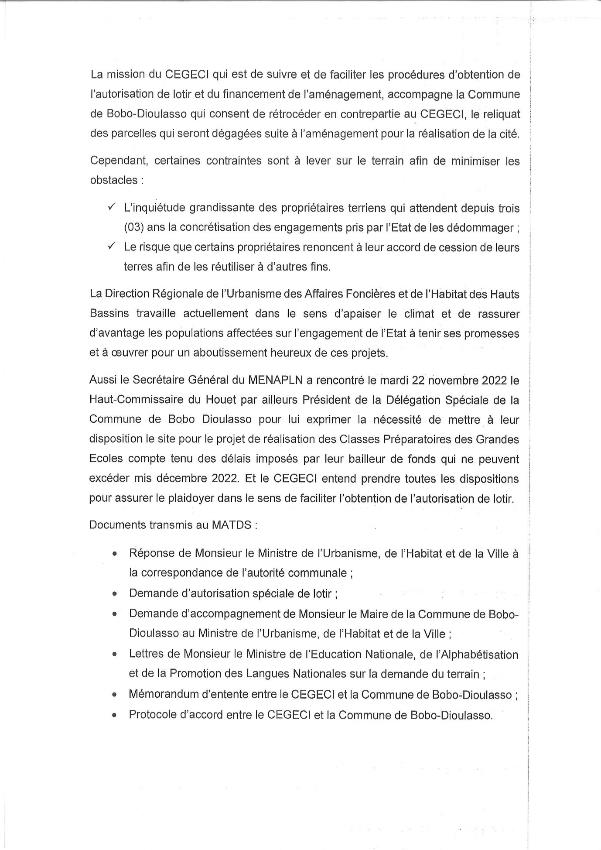 La mission du CEGECI qui est de suivre et de faciliter les procédures d'obtention de
l'autorisation de lotir et du financement de l'aménagement, accompagne la Commune
de Bobo-Dioulasso qui consent de rétrocéder en contrepartie au CEGECI, le reliquat
des parcelles qui seront dégagées suite à l'aménagement pour la réalisation de la cité.
Cependant, certaines contraintes sont à lever sur le terrain afin de minimiser les
obstacles :
✓ L'inquiétude grandissante des propriétaires terriens qui attendent depuis trois
(03) ans la concrétisation des engagements pris par l'Etat de les dédommager ;
✓ Le risque que certains propriétaires renoncent à leur accord de cession de leurs
terres afin de les réutiliser à d'autres fins.
La Direction Régionale de l'Urbanisme des Affaires Foncières et de l'Habitat des Hauts
Bassins travaille actuellement dans le sens d'apaiser le climat et de rassurer
d'avantage les populations affectées sur l'engagement de l'Etat à tenir ses promesses
et à œuvrer pour un aboutissement heureux de ces projets.
Aussi le Secrétaire Général du MENAPLN a rencontré le mardi 22 novembre 2022 le
Haut-Commissaire du Houet par ailleurs Président de la Délégation Spéciale de la
Commune de Bobo Dioulasso pour lui exprimer la nécessité de mettre à leur
disposition le site pour le projet de réalisation des Classes Préparatoires des Grandes
Ecoles compte tenu des délais imposés par leur bailleur de fonds qui ne peuvent
excéder mis décembre 2022. Et le CEGECI entend prendre toutes les dispositions
pour assurer le plaidoyer dans le sens de faciliter l'obtention de l'autorisation de lotir.
Documents transmis au MATDS :
• Réponse de Monsieur le Ministre de l'Urbanisme, de l'Habitat et de la Ville à
la correspondance de l'autorité communale ;
• Demande d'autorisation spéciale de lotir ;
• Demande d'accompagnement de Monsieur le Maire de la Commune de Bobo-
Dioulasso au Ministre de l'Urbanisme, de l'Habitat et de la Ville ;
• Lettres de Monsieur le Ministre de l'Education Nationale, de l'Alphabétisation
et de la Promotion des Langues Nationales sur la demande du terrain ;
• Mémorandum d'entente entre le CEGECI et la Commune de Bobo-Dioulasso ;
• Protocole d'accord entre le CEGECI et la Commune de Bobo-Dioulasso.